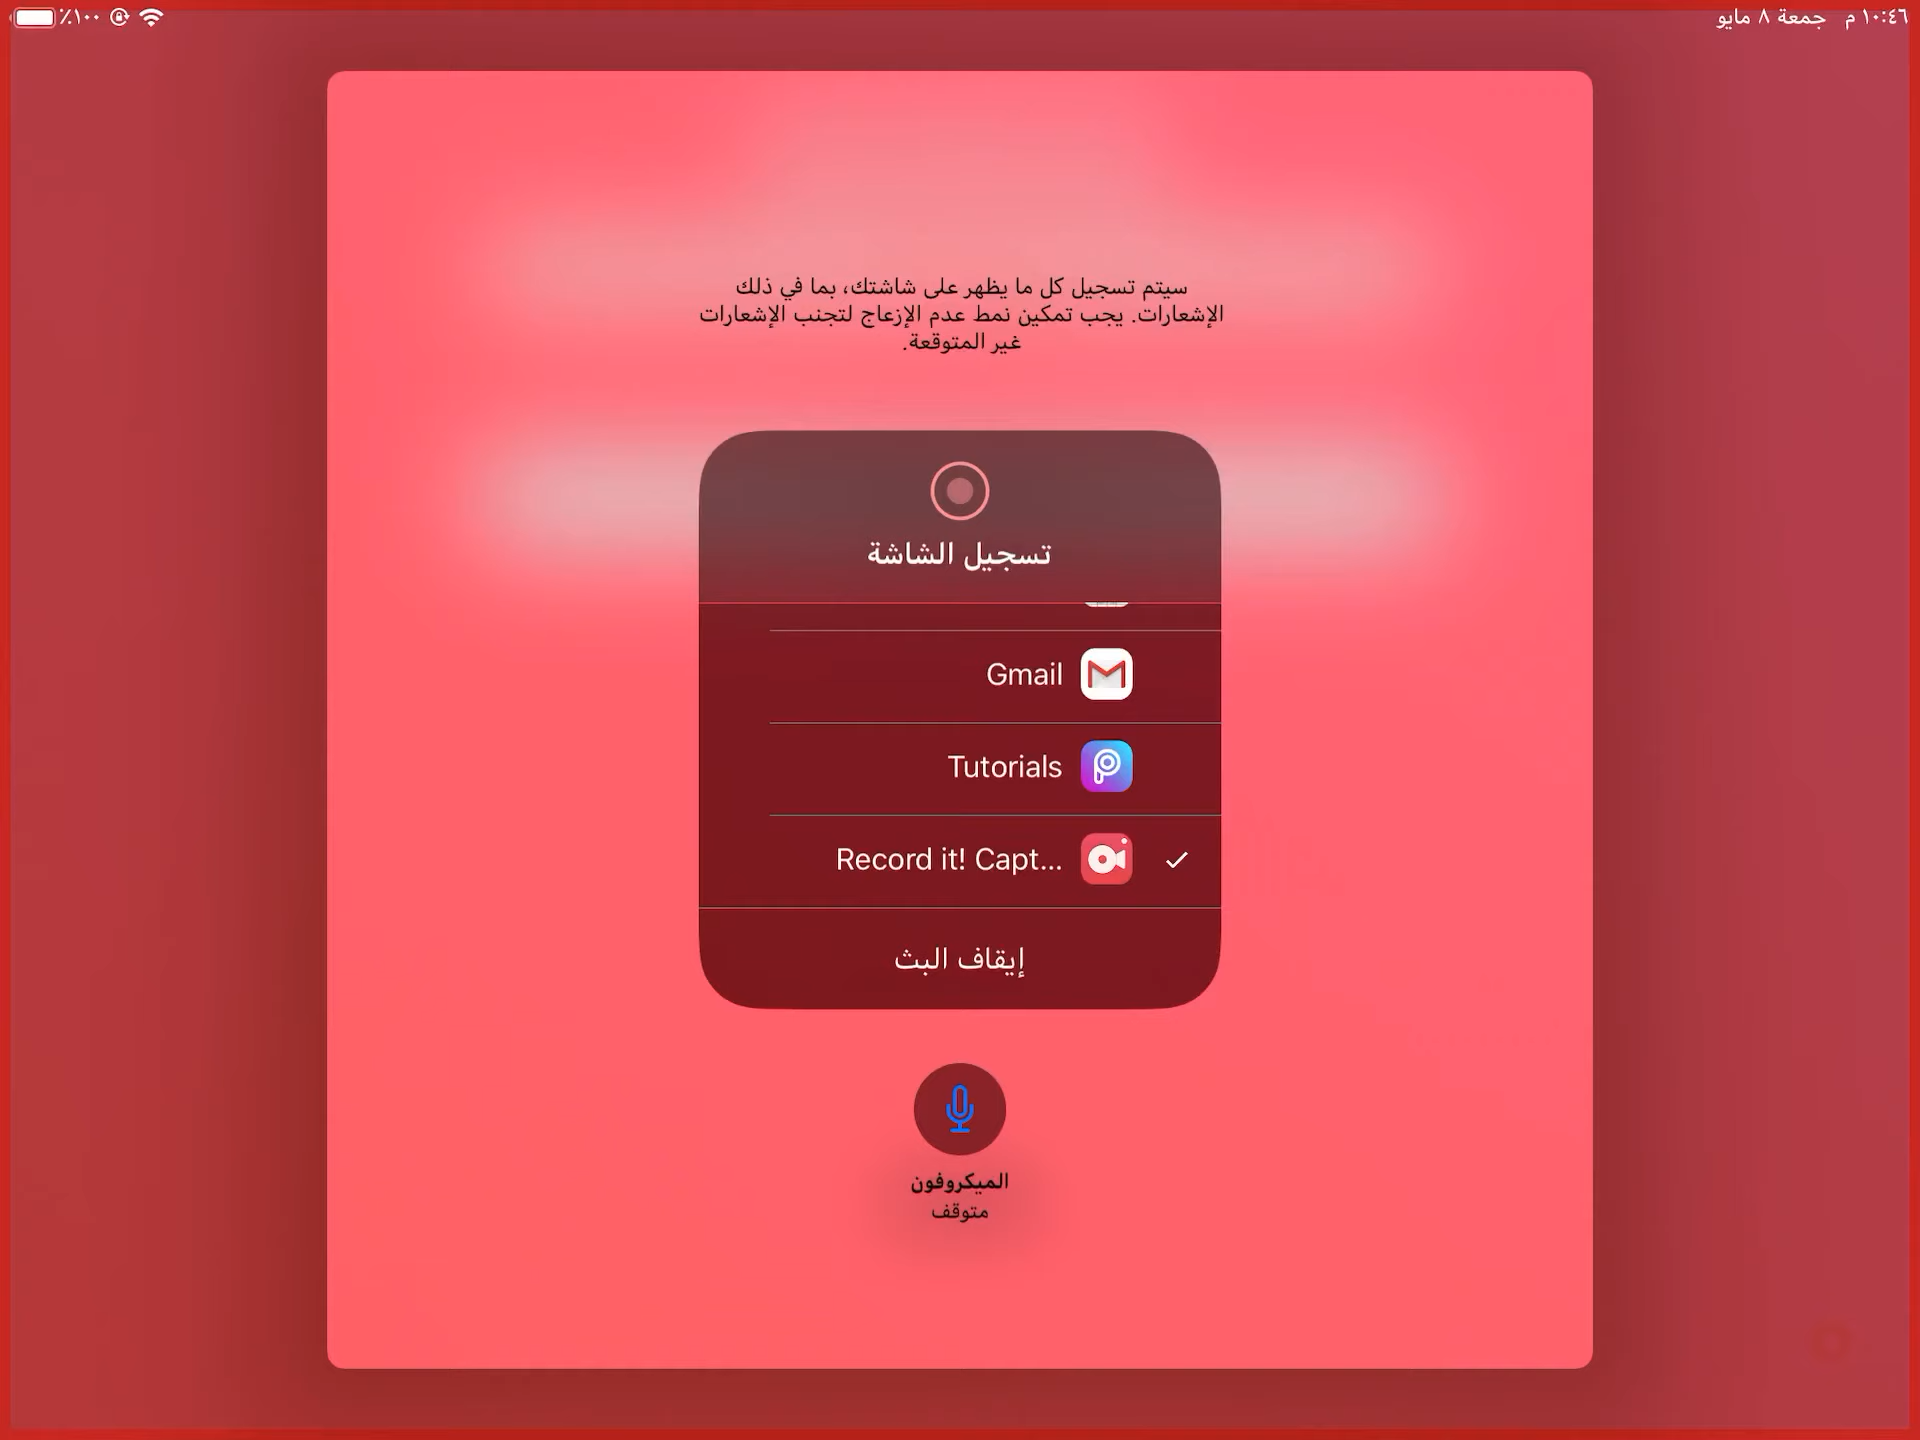 ١٠:٤٦ م جمعة ٨ مايو
٪١٠٠
سيتم تسجيل كل ما يظهر على شاشتك، بما في ذلك
الإشعارات. يجب تمكين نمط عدم الإزعاج لتجنب الإشعارات
غير المتوقعة.
تسجيل الشاشة
Gmail
Tutorials
Record it! Capt...
إيقاف البث
الميكروفون
متوقف